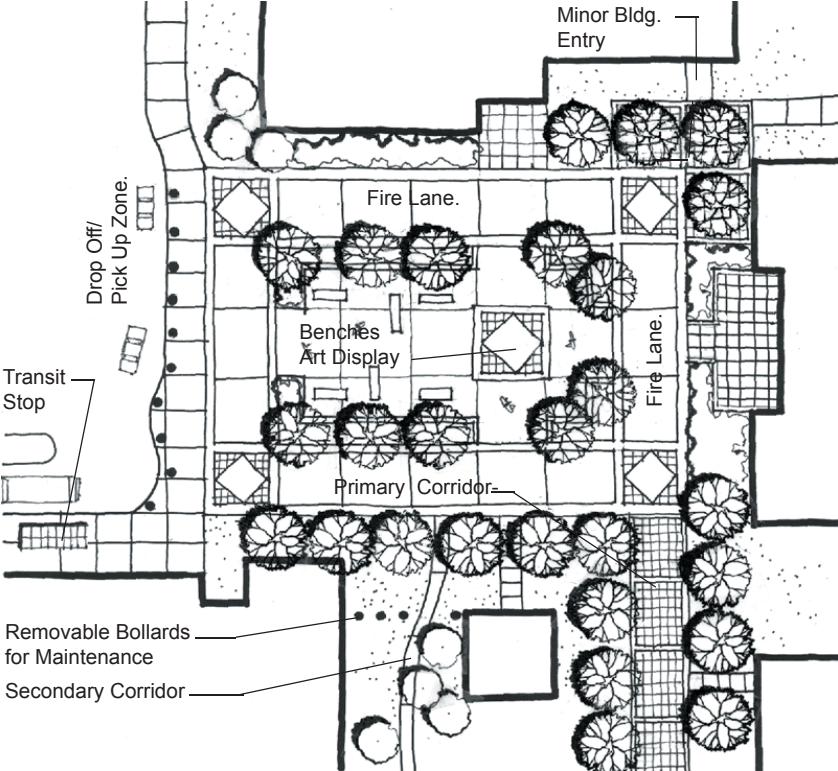 Minor Bldg.
Entry
Fire Lane.
Drop Off/
Pick Up Zone.
Benches
Art Display
Fire Lane.
Transit
Stop
Primary Corridor
Removable Bollards
for Maintenance
Secondary Corridor